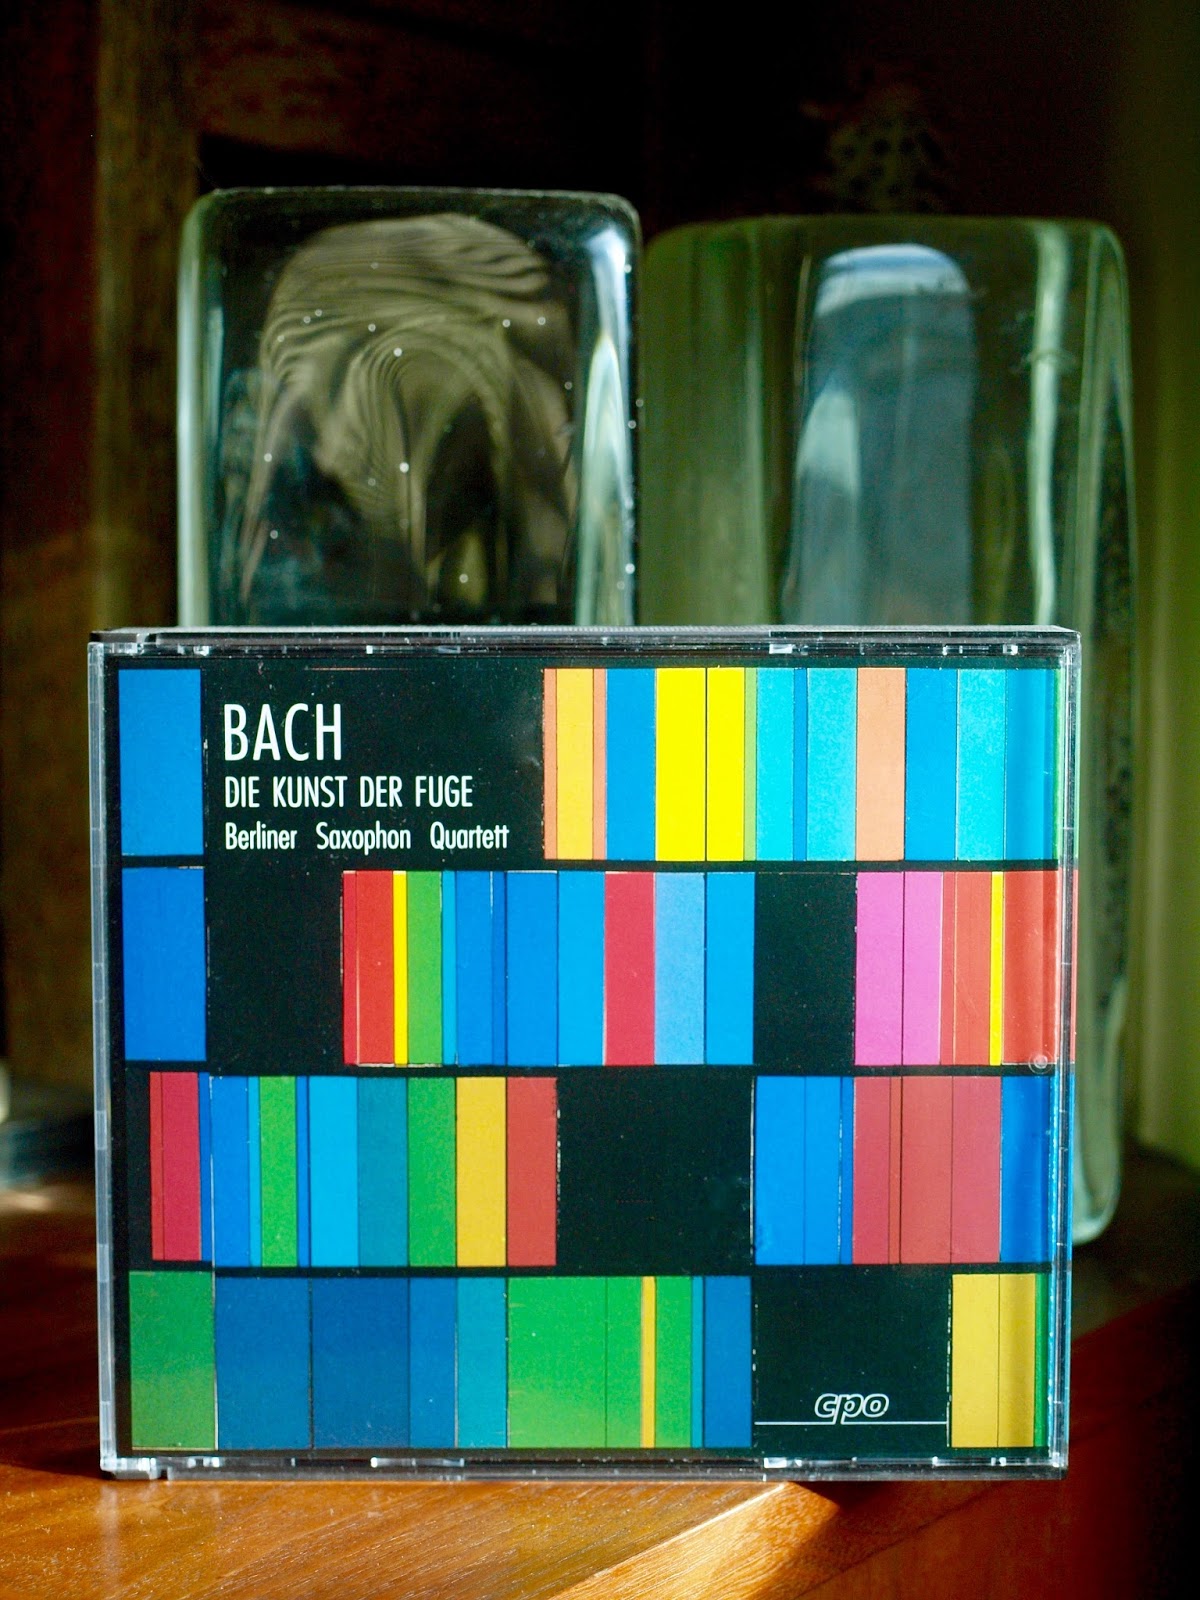 BACH
DIE KUNST DER FUGE
Berliner Saxophon Quartett
cpo